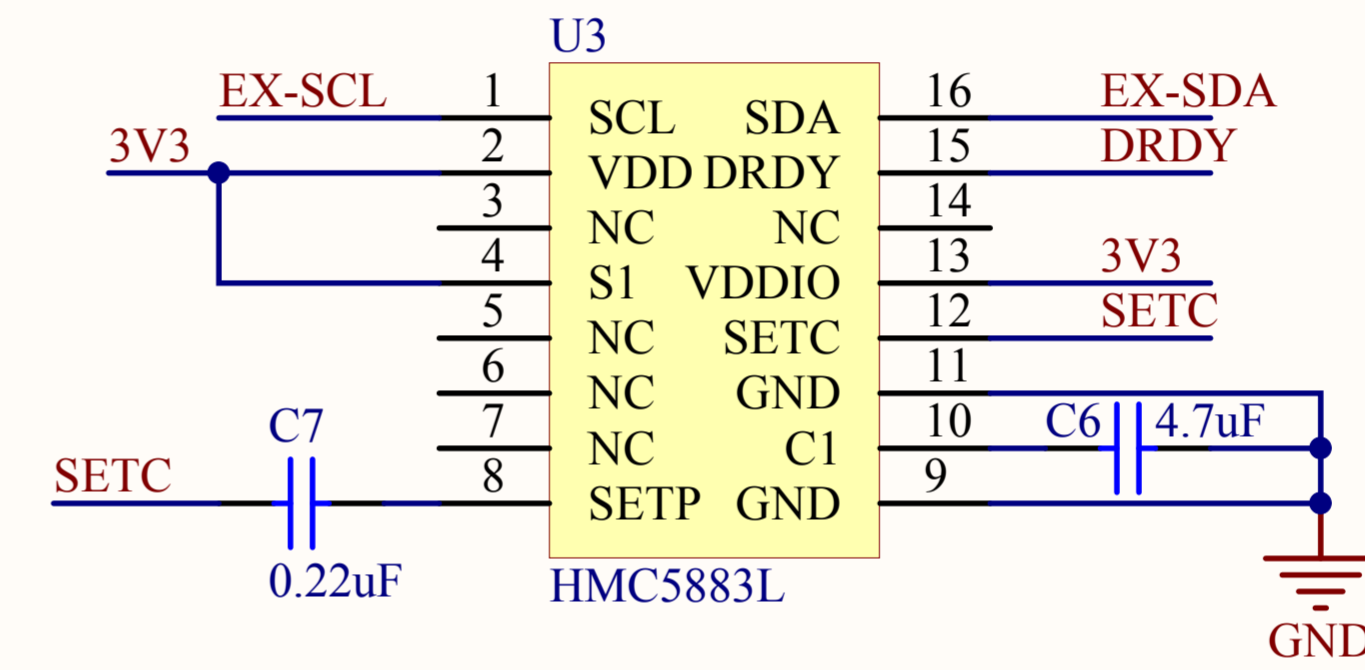 U3
EX-SCL 1 SCL SDA 16 EX-SDA
3V3 2 VDD DRDY 15 DRDY
3 NC NC 14
4 S1 VDDIO 13 3V3
5 NC SETC 12 SETC
6 NC GND 11
C7 7 NC C1 10 C6 4.7uF
SETC 8 SETP GND 9
0.22uF HMC5883L
GND